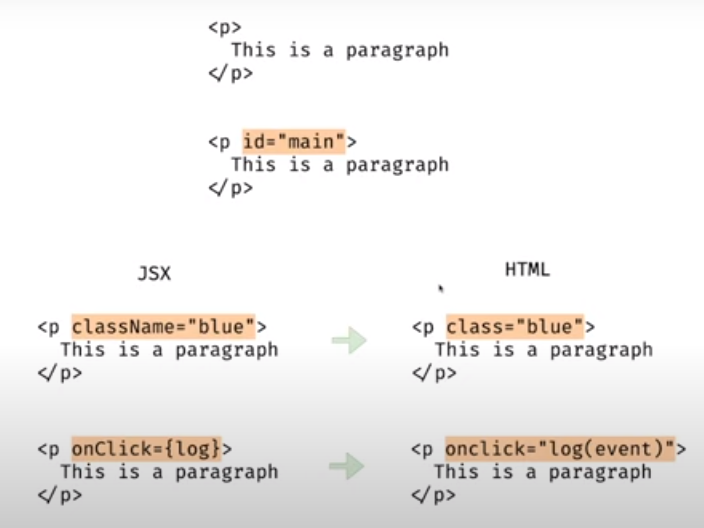 <p>
This is a paragraph
</p>
<p id="main">
This is a paragraph
</p>
JSX
HTML
<p className="blue">
This is a paragraph
</p>
<p class="blue">
This is a paragraph
</p>
<p onClick={log}>
This is a paragraph
</p>
<p onclick="log(event)">
This is a paragraph
</p>